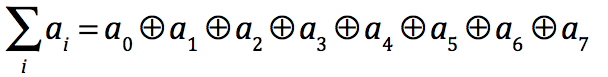 ∑ᵢ aᵢ = a₀ ⊕ a₁ ⊕ a₂ ⊕ a₃ ⊕ a₄ ⊕ a₅ ⊕ a₆ ⊕ a₇